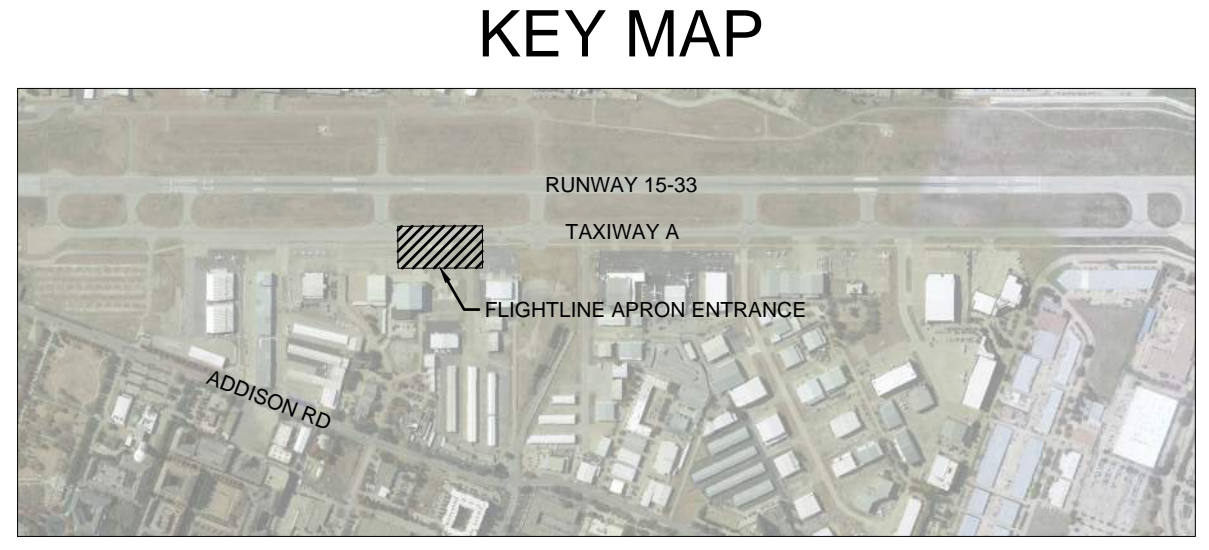 KEY MAP
RUNWAY 15-33
TAXIWAY A
FLIGHTLINE APRON ENTRANCE
ADDISON RD